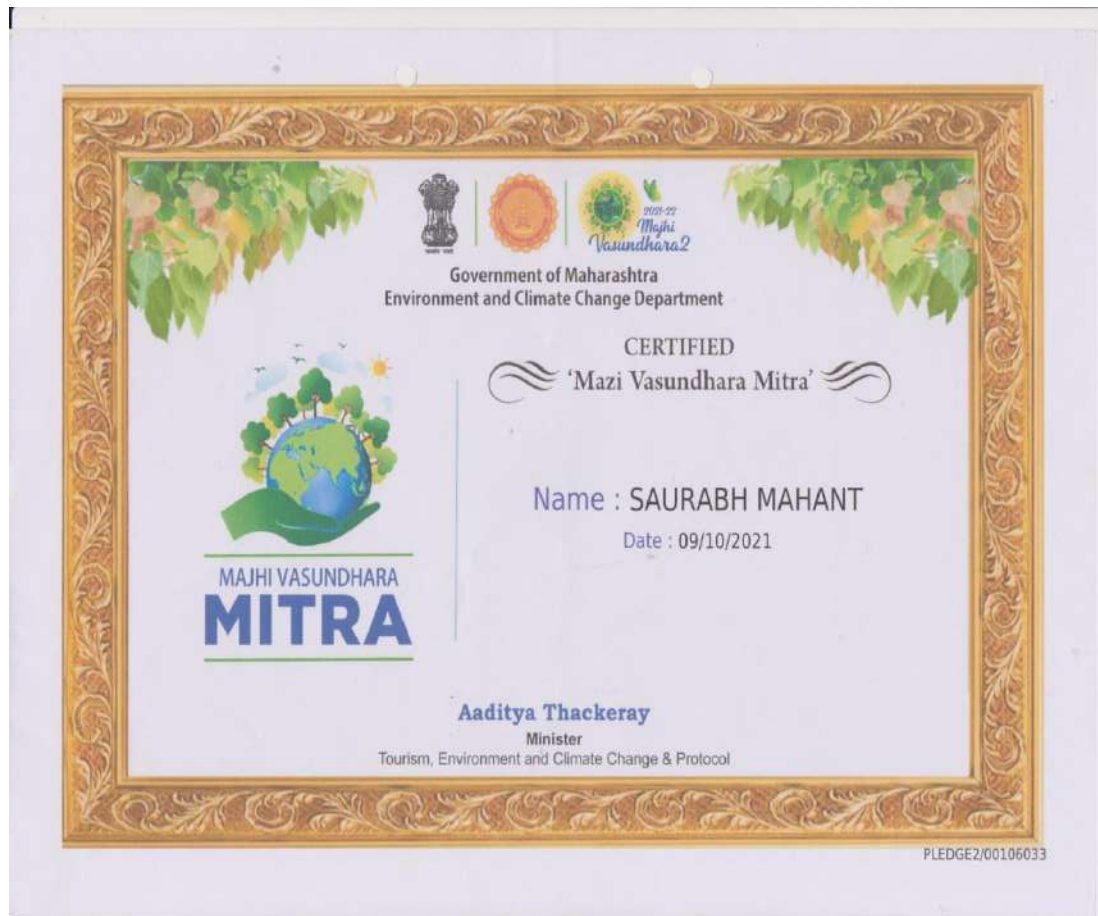 2021-22
Majhi
Vasundhara2
Government of Maharashtra
Environment and Climate Change Department
CERTIFIED
'Mazi Vasundhara Mitra'
Name : SAURABH MAHANT
Date : 09/10/2021
MAJHI VASUNDHARA
MITRA
Aaditya Thackeray
Minister
Tourism, Environment and Climate Change & Protocol
PLEDGE2/00106033